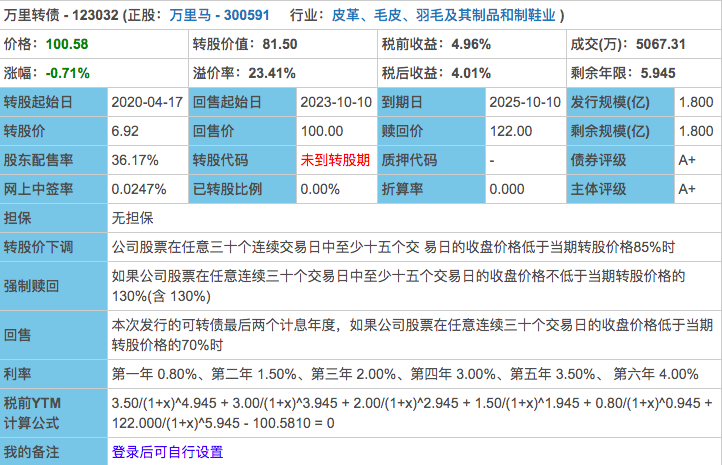 万里转债 - 123032 (正股：万里马 - 300591 行业：皮革、毛皮、羽毛及其制品和制鞋业 )
价格：100.58 转股价值：81.50 税前收益：4.96% 成交(万)：5067.31
涨幅：-0.71% 溢价率：23.41% 税后收益：4.01% 剩余年限：5.945
转股起始日 2020-04-17 回售起始日 2023-10-10 到期日 2025-10-10 发行规模(亿) 1.800
转股价 6.92 回售价 100.00 赎回价 122.00 剩余规模(亿) 1.800
股东配售率 36.17% 转股代码 未到转股期 质押代码 - 债券评级 A+
网上中签率 0.0247% 已转股比例 0.00% 折算率 0.000 主体评级 A+
担保 无担保
转股价下调 公司股票在任意三十个连续交易日中至少十五个交 易日的收盘价格低于当期转股价格85%时
强制赎回 如果公司股票在任意连续三十个交易日中至少十五个交易日的收盘价格不低于当期转股价格的
130%(含 130%)
回售 本次发行的可转债最后两个计息年度，如果公司股票在任意连续三十个交易日的收盘价格低于当期
转股价格的70%时
利率 第一年 0.80%、第二年 1.50%、第三年 2.00%、第四年 3.00%、第五年 3.50%、 第六年 4.00%
税前YTM 3.50/(1+x)^4.945 + 3.00/(1+x)^3.945 + 2.00/(1+x)^2.945 + 1.50/(1+x)^1.945 + 0.80/(1+x)^0.945 +
计算公式 122.000/(1+x)^5.945 - 100.5810 = 0
我的备注 登录后可自行设置